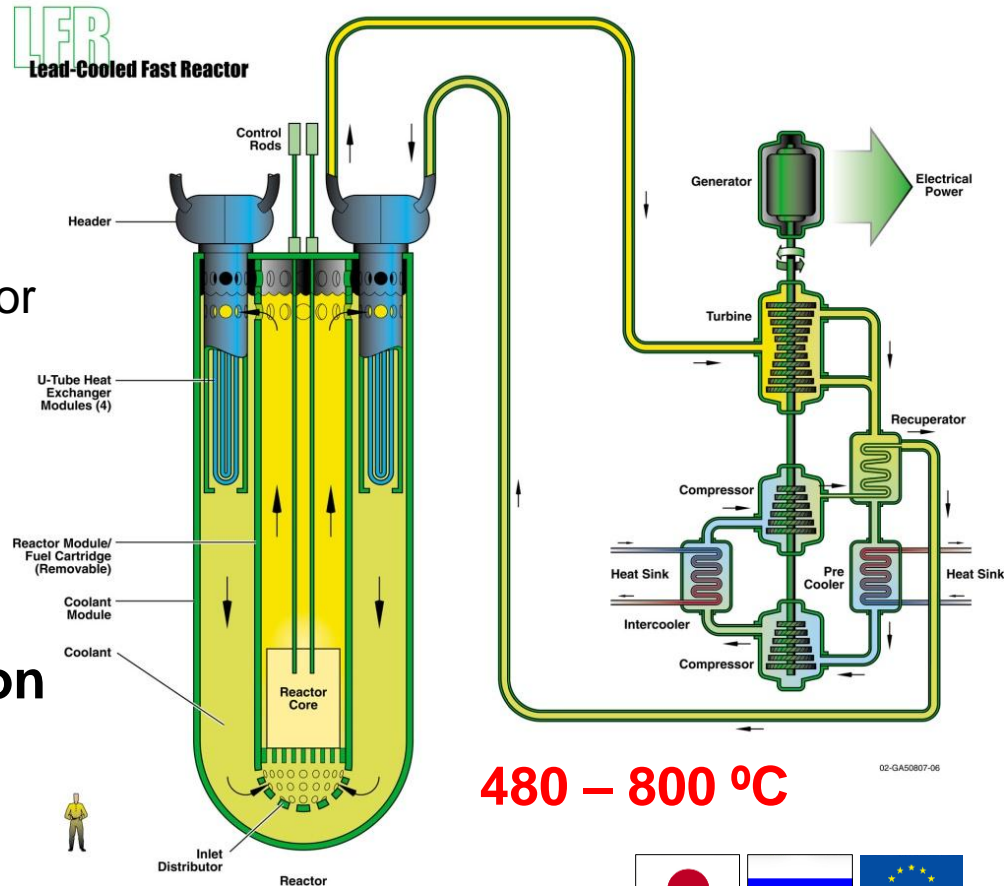 LFR
Lead-Cooled Fast Reactor
Control
Rods
Generator
Electrical
Power
Header
or
Turbine
U-Tube Heat
Exchanger
Modules (4)
Recuperator
Compressor
Reactor Module/
Fuel Cartridge
(Removable)
Heat Sink
Pre
Cooler
Heat Sink
Coolant
Module
Intercooler
Coolant
Compressor
on
Reactor
Core
480 – 800 ºC
02-GA50807-06
Inlet
Distributor
Reactor